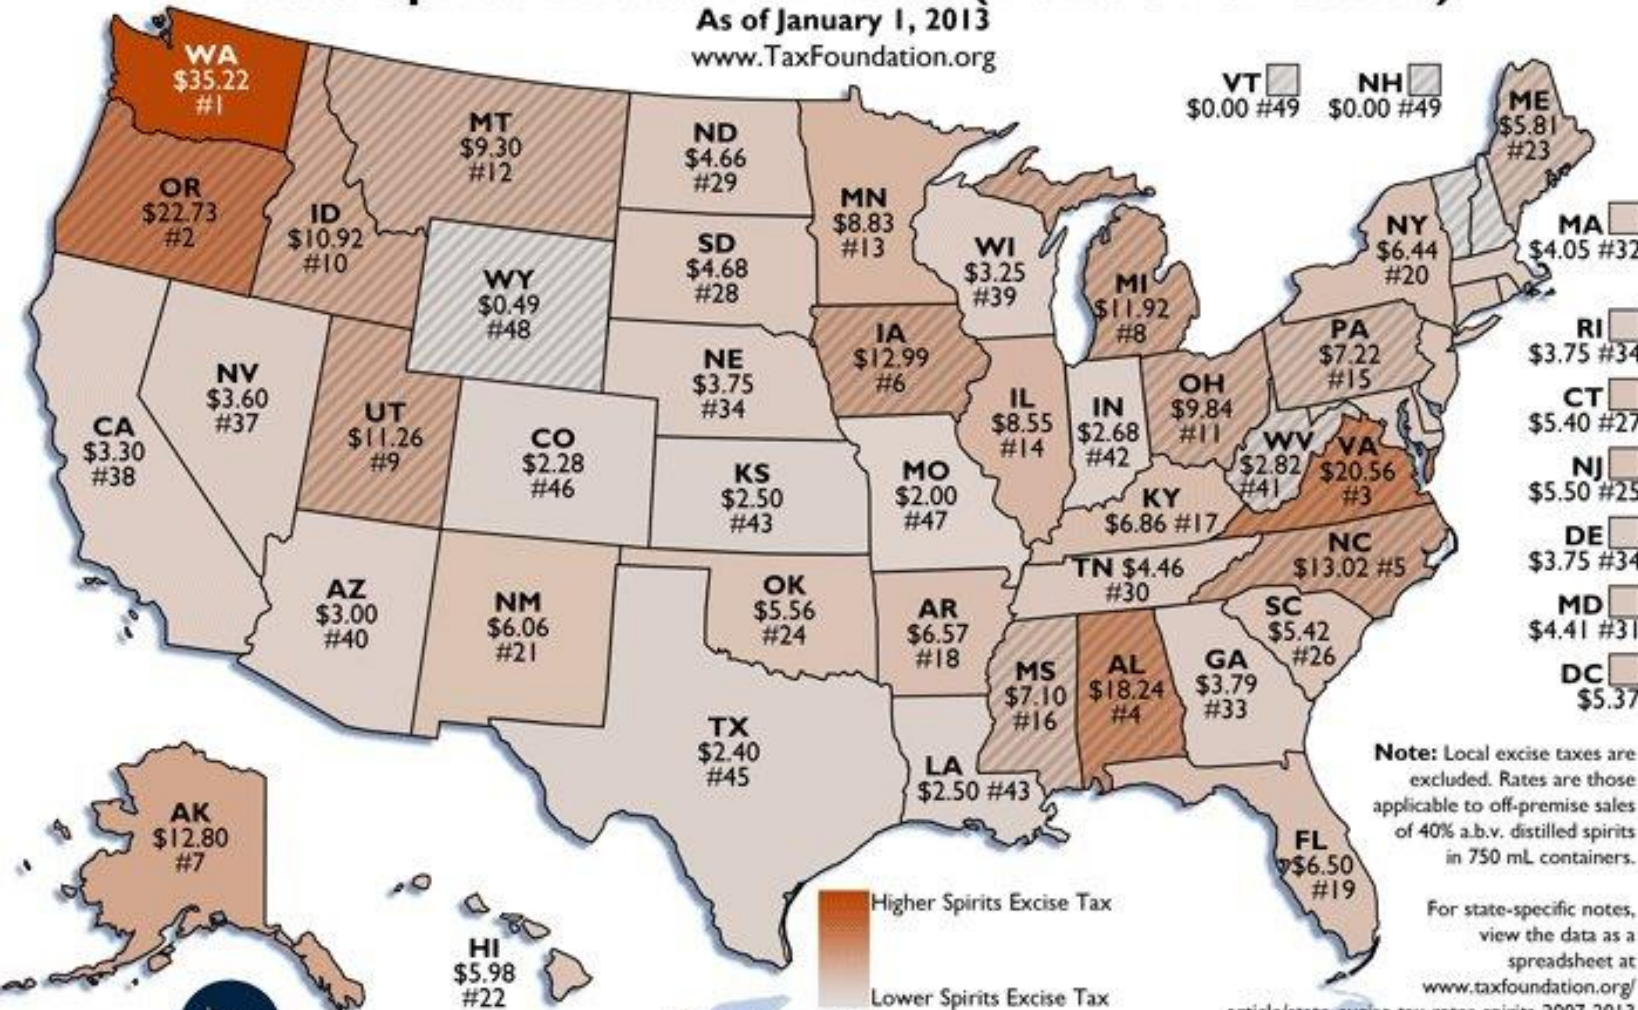 As of January 1, 2013
www.TaxFoundation.org
WA
$35.22
#1
MT
$9.30
#12
ND
$4.66
#29
VT
$0.00 #49
NH
$0.00 #49
ME
$5.81
#23
OR
$22.73
#2
ID
$10.92
#10
MN
$8.83
#13
SD
$4.68
#28
WI
$3.25
#39
WY
$0.49
#48
MI
$11.92
#8
NY
$6.44
#20
MA
$4.05 #32
IA
$12.99
#6
PA
$7.22
#15
RI
$3.75 #34
NV
$3.60
#37
NE
$3.75
#34
UT
$11.26
#9
CA
$3.30
#38
CO
$2.28
#46
IL
$8.55
#14
IN
$2.68
#42
OH
$9.84
#11
CT
$5.40 #27
KS
$2.50
#43
MO
$2.00
#47
WV
$2.82
#41
VA
$20.56
#3
NJ
$5.50 #25
KY
$6.86 #17
DE
$3.75 #34
NC
$13.02 #5
TN $4.46
#30
AZ
$3.00
#40
NM
$6.06
#21
OK
$5.56
#24
AR
$6.57
#18
SC
$5.42
#26
MD
$4.41 #31
MS
$7.10
#16
AL
$18.24
#4
GA
$3.79
#33
DC
$5.37
TX
$2.40
#45
LA
$2.50 #43
AK
$12.80
#7
FL
$6.50
#19
HI
$5.98
#22
Higher Spirits Excise Tax
Lower Spirits Excise Tax
Note: Local excise taxes are
excluded. Rates are those
applicable to off-premise sales
of 40% a.b.v. distilled spirits
in 750 mL containers.
For state-specific notes,
view the data as a
spreadsheet at
www.taxfoundation.org/